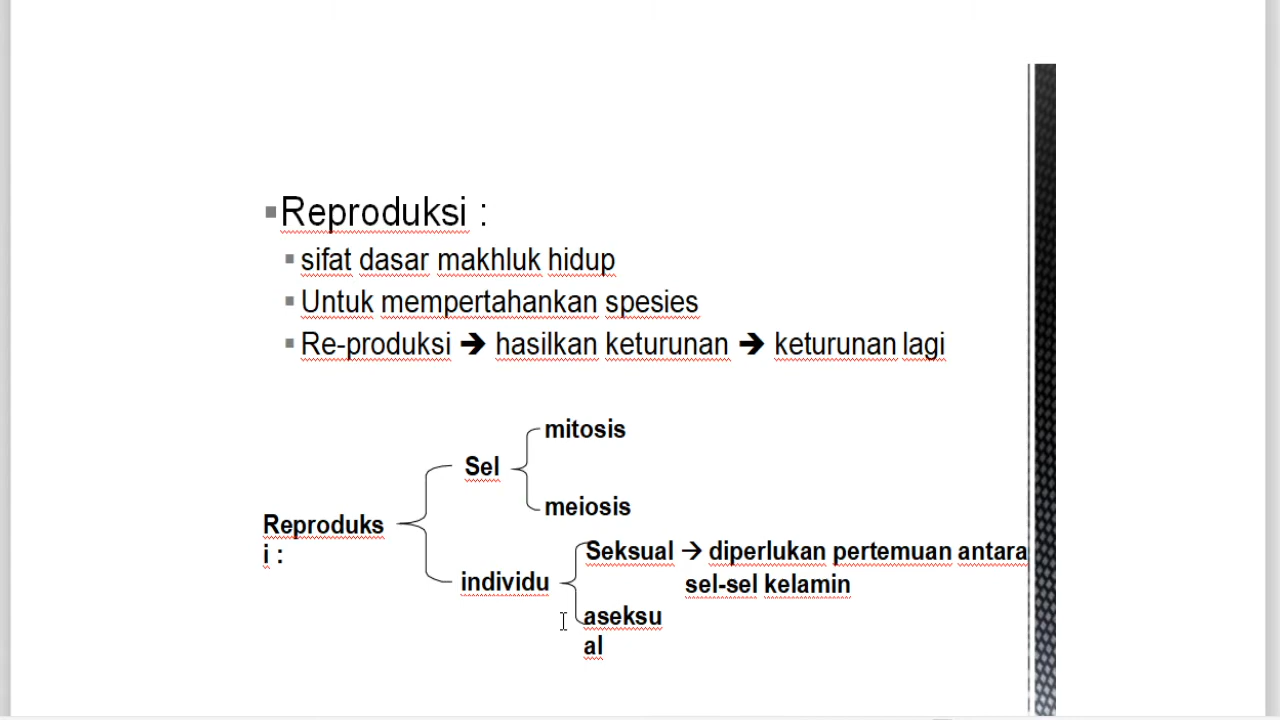 Reproduksi :
sifat dasar makhluk hidup
Untuk mempertahankan spesies
Re-produksi → hasilkan keturunan → keturunan lagi
mitosis
Sel
meiosis
Reproduks
i :
Seksual → diperlukan pertemuan antara
sel-sel kelamin
individu
aseksu
al